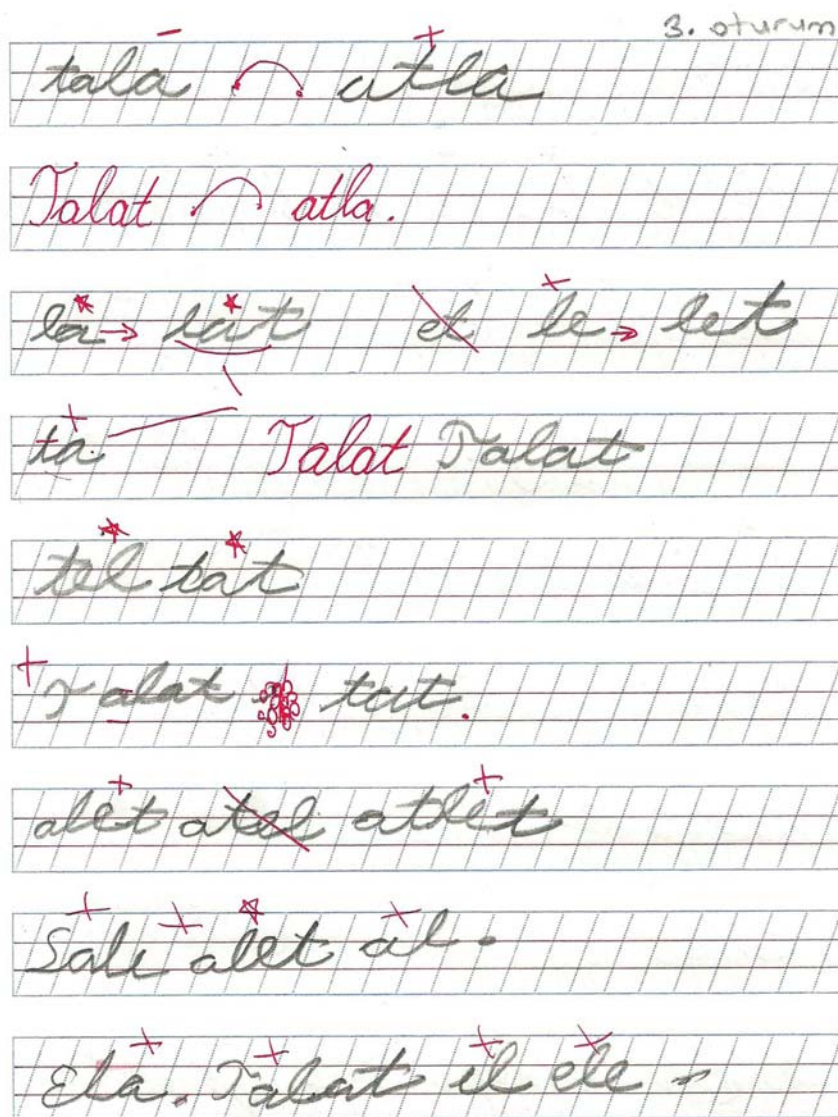 3. oturum
tala atla
Talat atla.
la → lat el le → let
ta Talat Talat
tel tat
Talat tat.
alet atel atlet
Sali alet al.
Ela. Talat el ele